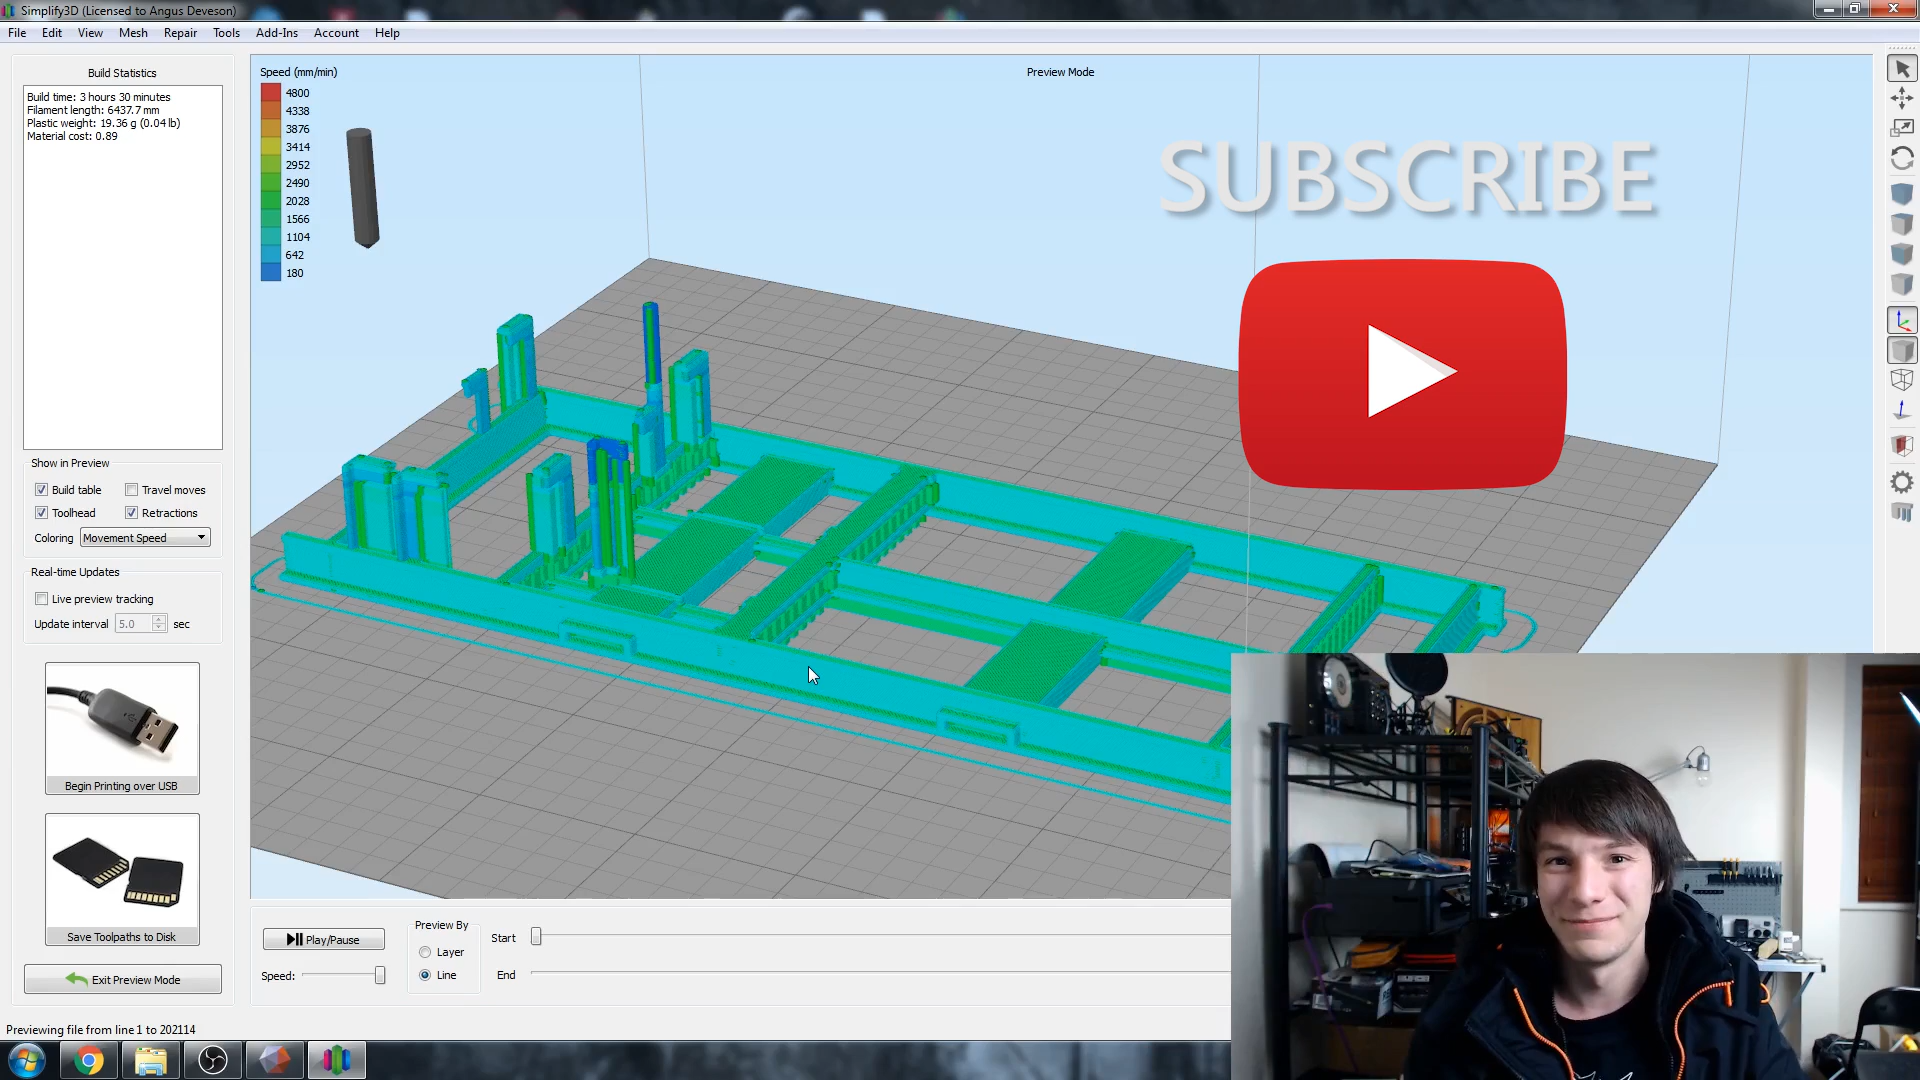 Simplify3D (Licensed to Angus Deveson)
File Edit View Mesh Repair Tools Add-Ins Account Help
Build Statistics
Build time: 3 hours 30 minutes
Filament length: 6437.7 mm
Plastic weight: 19.36 g (0.04 lb)
Material cost: 0.89
Show in Preview
Build table
Travel moves
Toolhead
Retractions
Coloring
Movement Speed
Real-time Updates
Live preview tracking
Update interval 5.0 sec
Begin Printing over USB
Save Toolpaths to Disk
Exit Preview Mode
Speed (mm/min)
4800
4338
3876
3414
2952
2490
2028
1566
1104
642
180
Preview Mode
SUBSCRIBE
Play/Pause
Speed:
Preview By
Layer
Line
Start
End
Previewing file from line 1 to 202114